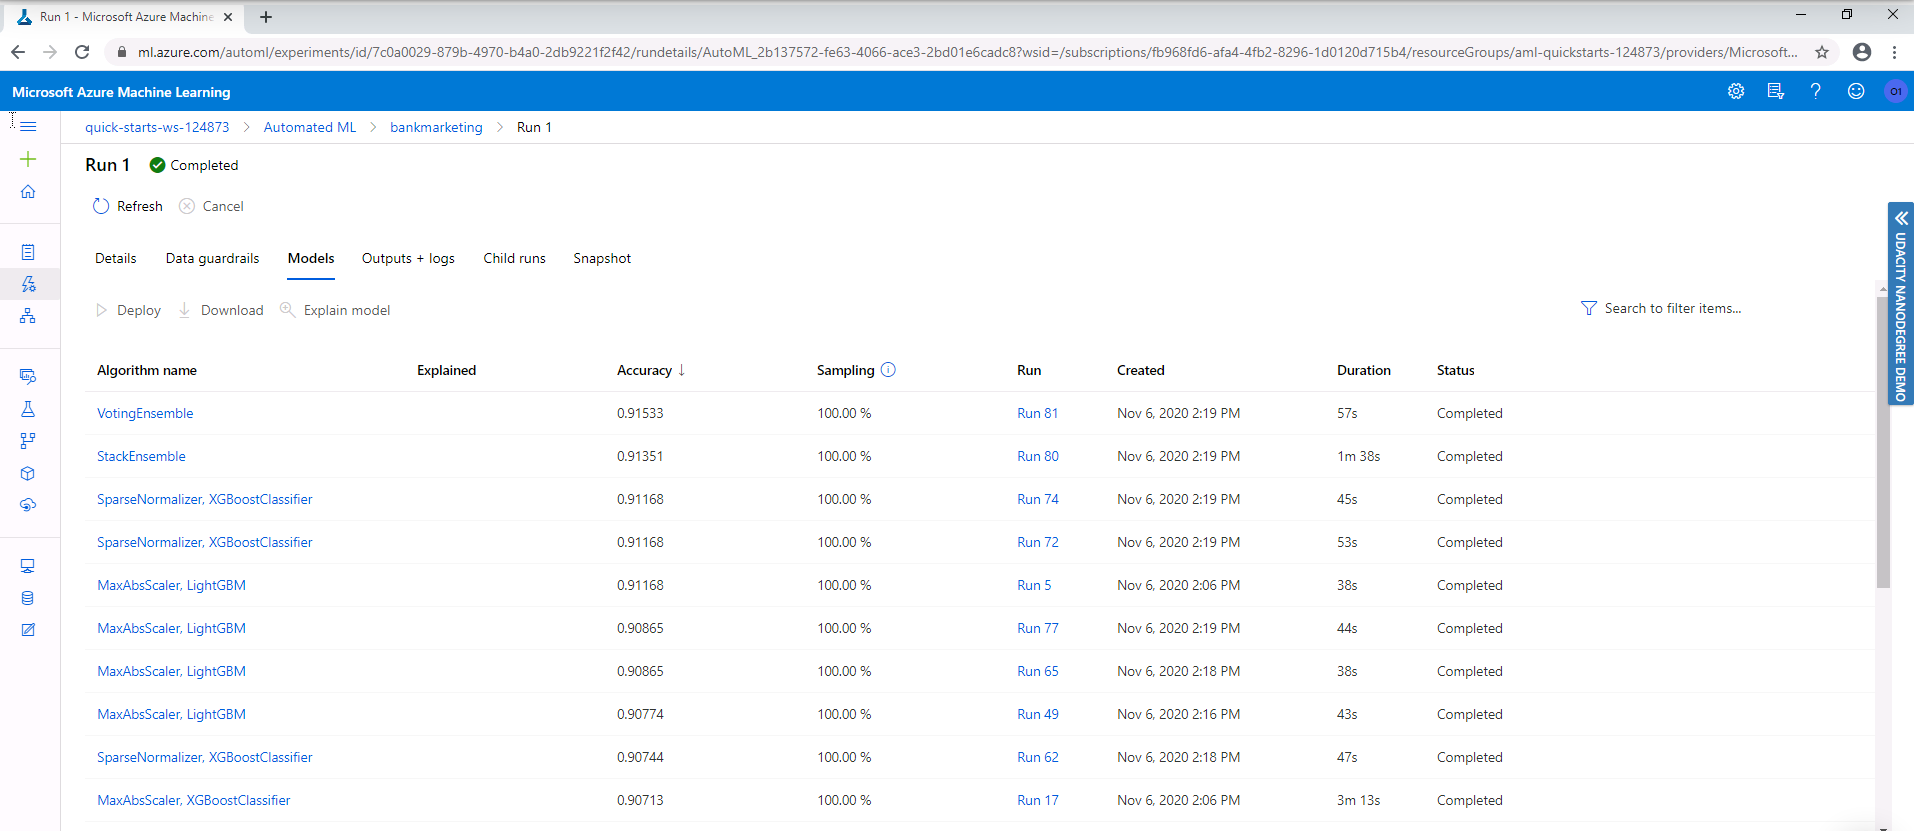 Run 1 - Microsoft Azure Machine
ml.azure.com/automl/experiments/id/7c0a0029-879b-4970-b4a0-2db9221f2f42/rundetails/AutoML_2b137572-fe63-4066-ace3-2bd01e6cadc8?wsid=/subscriptions/fb968fd6-afa4-4fb2-8296-1d0120d715b4/resourceGroups/aml-quickstarts-124873/providers/Microsoft...
Microsoft Azure Machine Learning
O1
quick-starts-ws-124873 > Automated ML > bankmarketing > Run 1
Run 1 Completed
Refresh Cancel
Details Data guardrails Models Outputs + logs Child runs Snapshot
Deploy Download Explain model Search to filter items...
UDACITY NANODEGREE DEMO
Algorithm name Explained Accuracy ↓ Sampling Run Created Duration Status
VotingEnsemble 0.91533 100.00 % Run 81 Nov 6, 2020 2:19 PM 57s Completed
StackEnsemble 0.91351 100.00 % Run 80 Nov 6, 2020 2:19 PM 1m 38s Completed
SparseNormalizer, XGBoostClassifier 0.91168 100.00 % Run 74 Nov 6, 2020 2:19 PM 45s Completed
SparseNormalizer, XGBoostClassifier 0.91168 100.00 % Run 72 Nov 6, 2020 2:19 PM 53s Completed
MaxAbsScaler, LightGBM 0.91168 100.00 % Run 5 Nov 6, 2020 2:06 PM 38s Completed
MaxAbsScaler, LightGBM 0.90865 100.00 % Run 77 Nov 6, 2020 2:19 PM 44s Completed
MaxAbsScaler, LightGBM 0.90865 100.00 % Run 65 Nov 6, 2020 2:18 PM 38s Completed
MaxAbsScaler, LightGBM 0.90774 100.00 % Run 49 Nov 6, 2020 2:16 PM 43s Completed
SparseNormalizer, XGBoostClassifier 0.90744 100.00 % Run 62 Nov 6, 2020 2:18 PM 47s Completed
MaxAbsScaler, XGBoostClassifier 0.90713 100.00 % Run 17 Nov 6, 2020 2:06 PM 3m 13s Completed